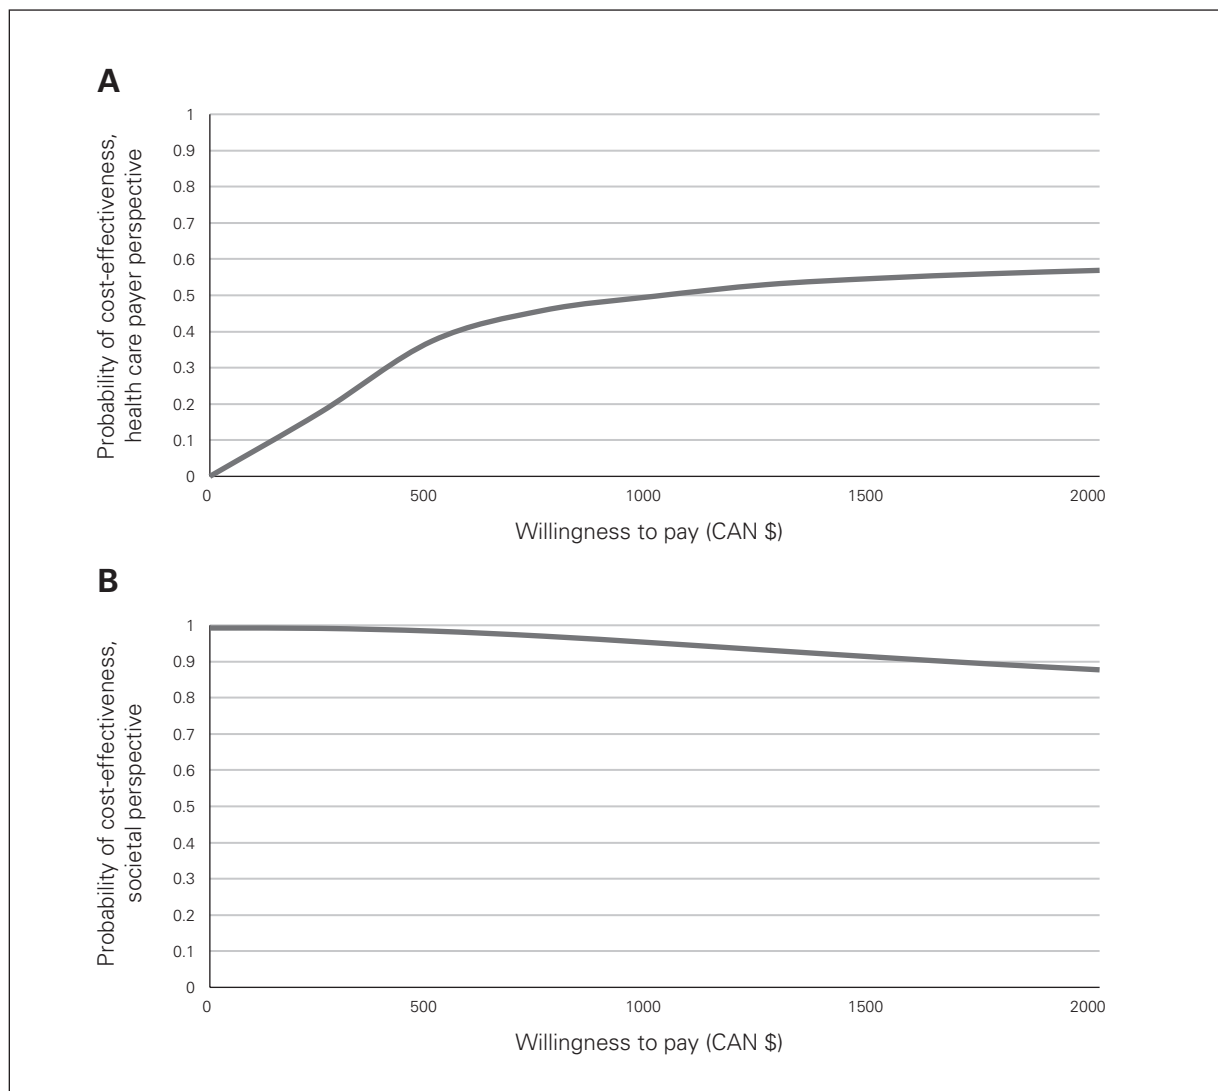 A
Probability of cost-effectiveness,
health care payer perspective
1
0.9
0.8
0.7
0.6
0.5
0.4
0.3
0.2
0.1
0
0 500 1000 1500 2000
Willingness to pay (CAN $)
B
Probability of cost-effectiveness,
societal perspective
1
0.9
0.8
0.7
0.6
0.5
0.4
0.3
0.2
0.1
0
0 500 1000 1500 2000
Willingness to pay (CAN $)